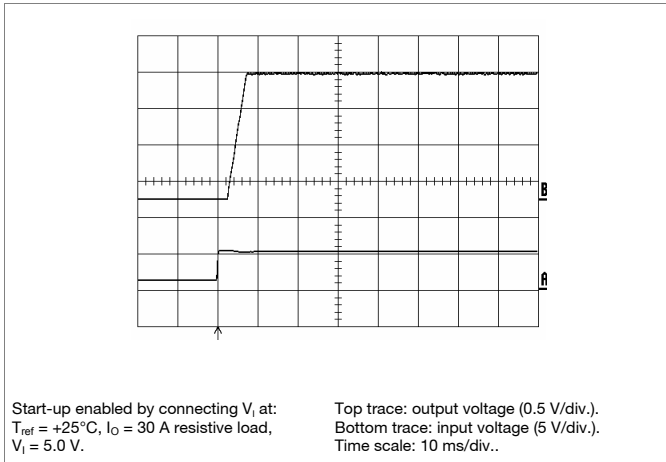 B
A
Start-up enabled by connecting VI at:
Tref = +25°C, IO = 30 A resistive load,
VI = 5.0 V.
Top trace: output voltage (0.5 V/div.).
Bottom trace: input voltage (5 V/div.).
Time scale: 10 ms/div..